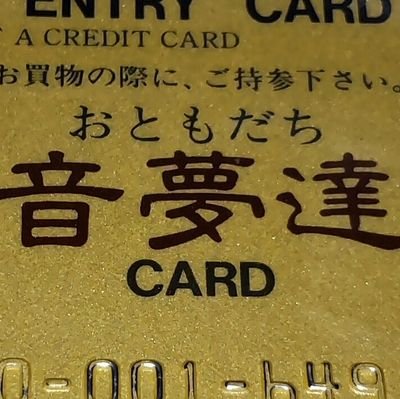 ENTRY CARD
A CREDIT CARD
お買物の際に、ご持参下さい。
おともだち
音夢達
CARD
0-001-649